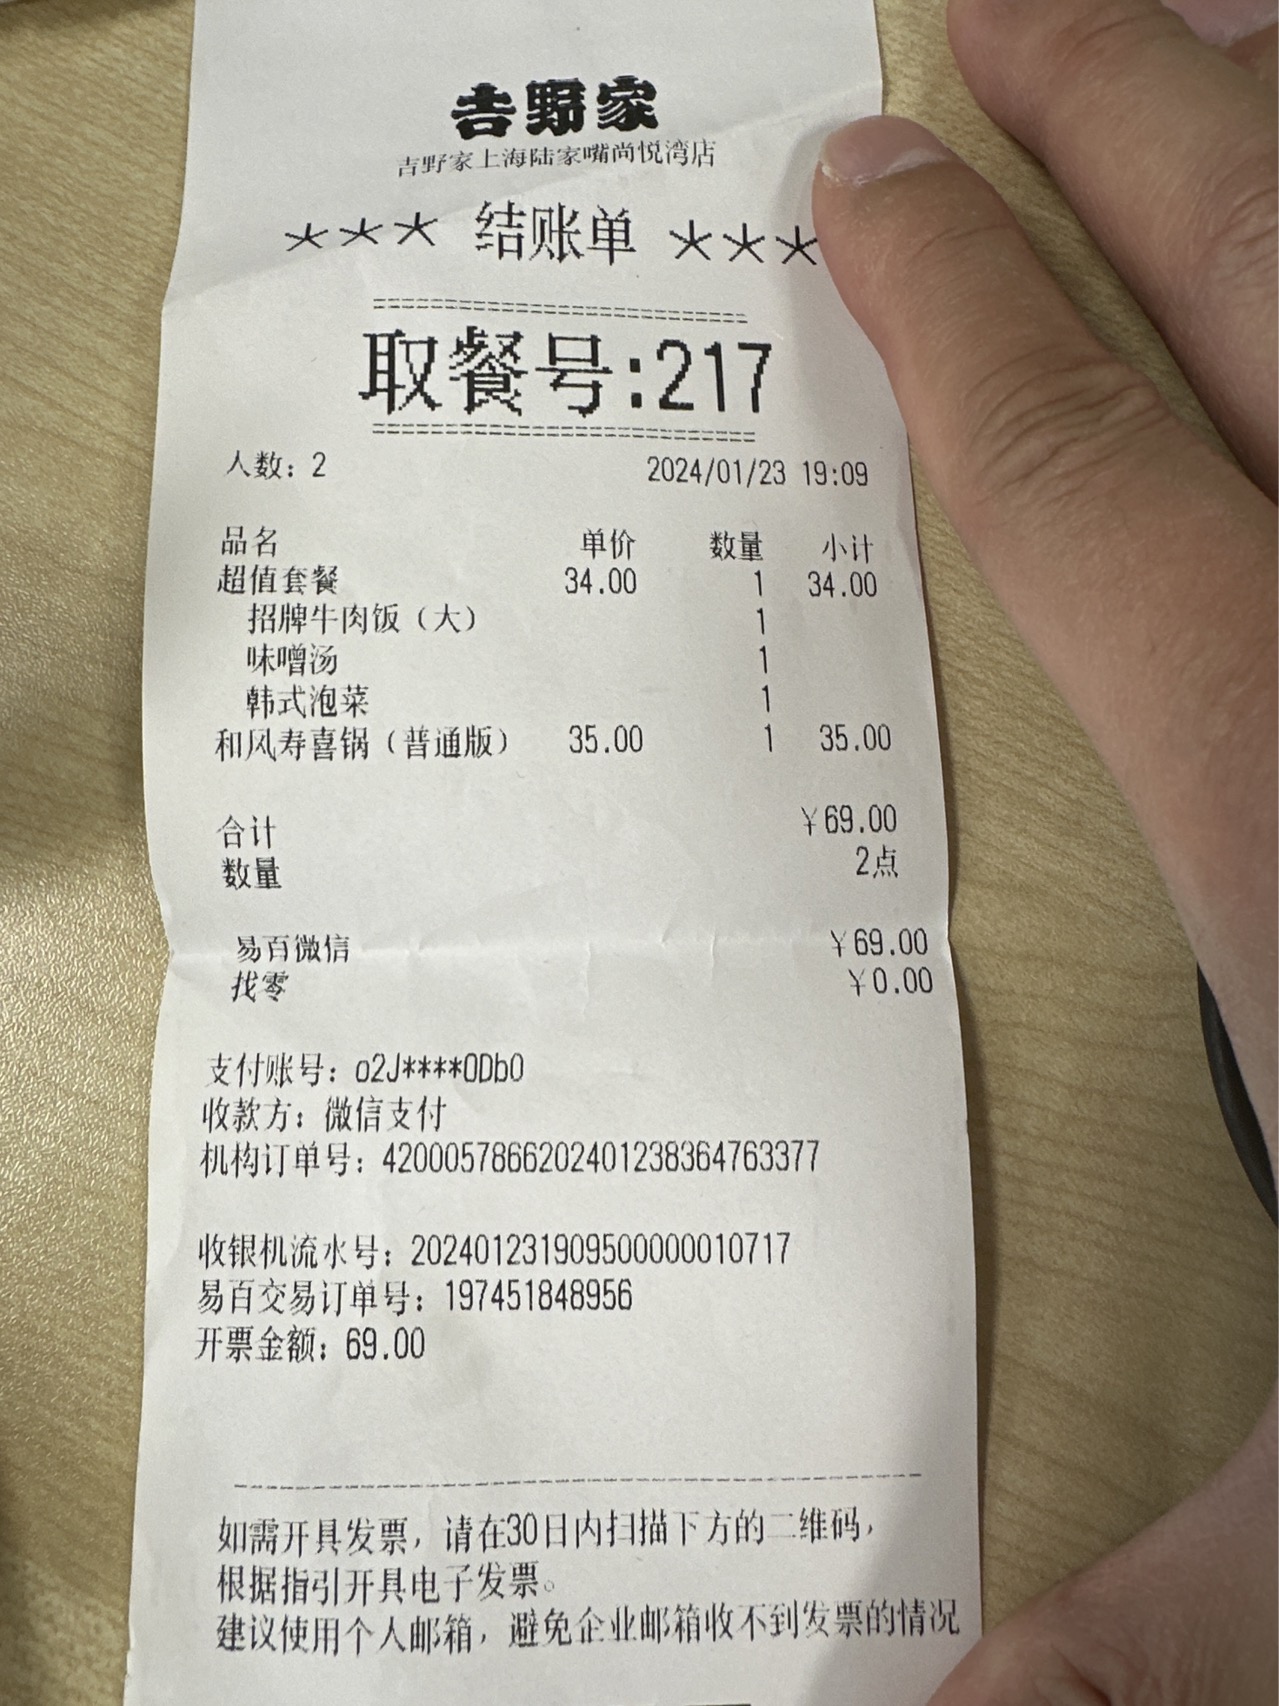 吉野家
吉野家上海陆家嘴尚悦湾店
*** 结账单 ***
取餐号:217
人数: 2 2024/01/23 19:09
品名 单价 数量 小计
超值套餐 34.00 1 34.00
招牌牛肉饭（大） 1
味噌汤 1
韩式泡菜 1
和风寿喜锅（普通版） 35.00 1 35.00
合计 ￥69.00
数量 2点
易百微信 ￥69.00
找零 ￥0.00
支付账号: o2J****ODb0
收款方: 微信支付
机构订单号: 4200057866202401238364763377
收银机流水号: 202401231909500000010717
易百交易订单号: 197451848956
开票金额: 69.00
如需开具发票，请在30日内扫描下方的二维码，
根据指引开具电子发票。
建议使用个人邮箱，避免企业邮箱收不到发票的情况